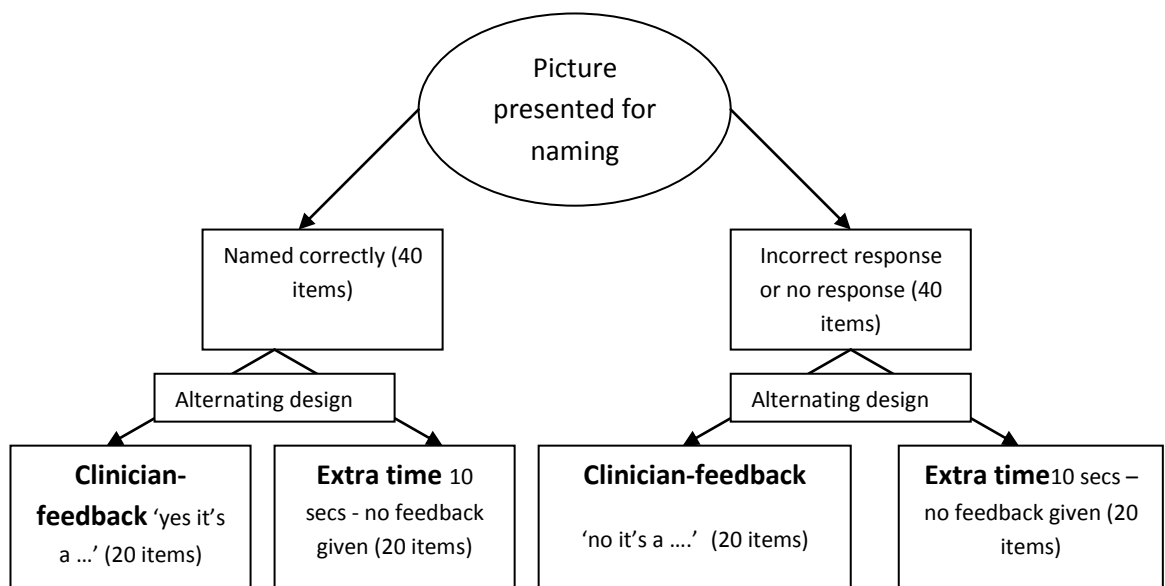 Picture
presented for
naming
Named correctly (40
items)
Incorrect response
or no response (40
items)
Alternating design
Alternating design
Clinician-
feedback ‘yes it’s
a …’ (20 items)
Extra time 10
secs - no feedback
given (20 items)
Clinician-feedback
‘no it’s a ….’ (20 items)
Extra time10 secs –
no feedback given (20
items)